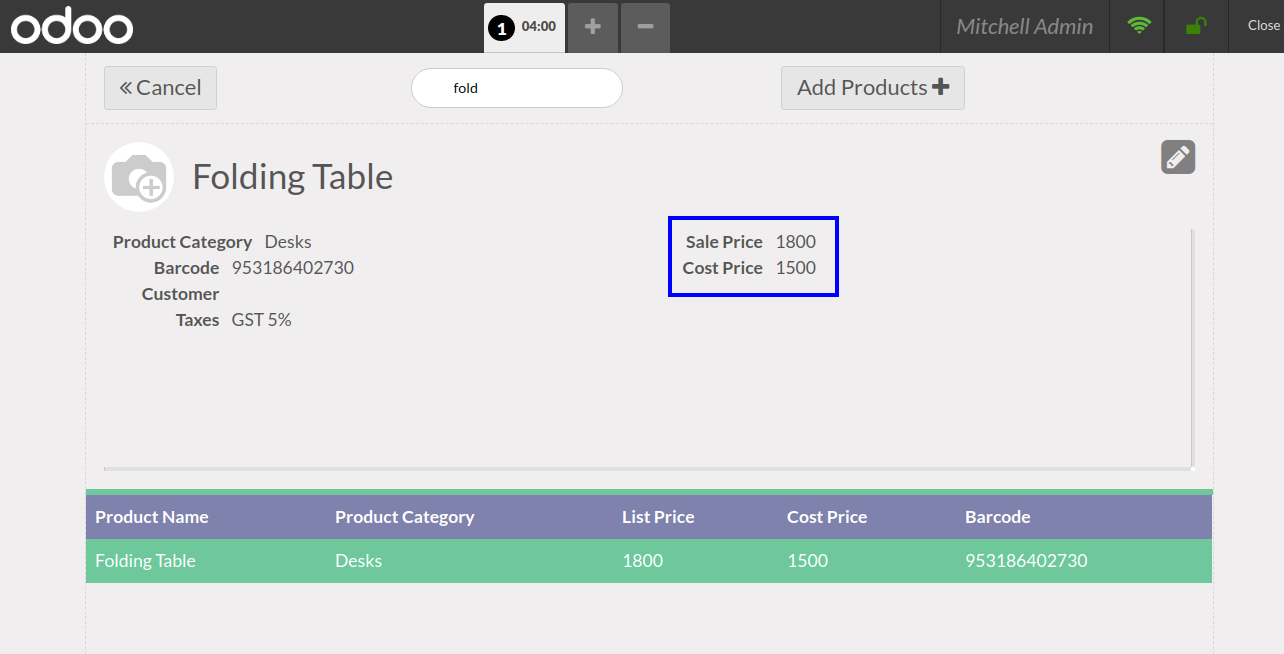 odoo 1 04:00 Mitchell Admin Close
Cancel fold Add Products
Folding Table
Product Category Desks Sale Price 1800
Barcode 953186402730 Cost Price 1500
Customer
Taxes GST 5%
Product Name Product Category List Price Cost Price Barcode
Folding Table Desks 1800 1500 953186402730